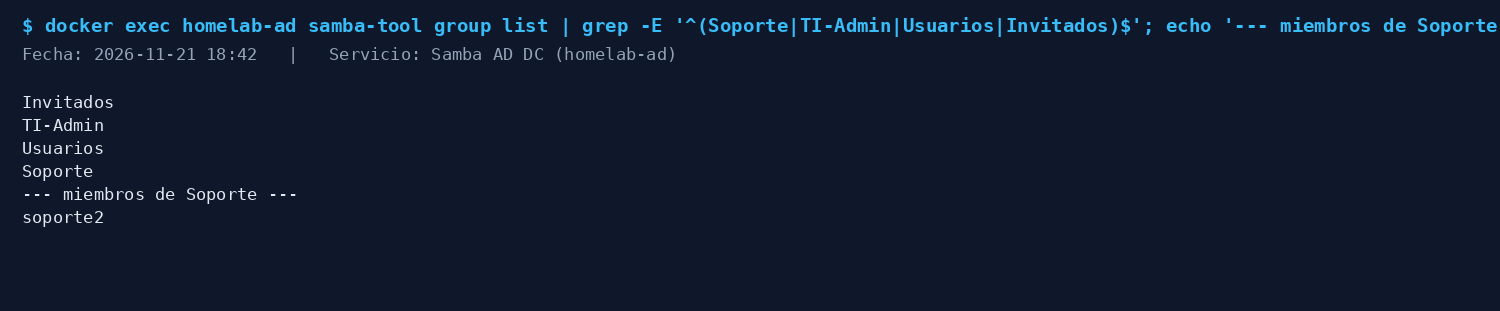 $ docker exec homelab-ad samba-tool group list | grep -E '^(Soporte|TI-Admin|Usuarios|Invitados)$'; echo '--- miembros de Soporte
Fecha: 2026-11-21 18:42 | Servicio: Samba AD DC (homelab-ad)
Invitados
TI-Admin
Usuarios
Soporte
--- miembros de Soporte ---
soporte2